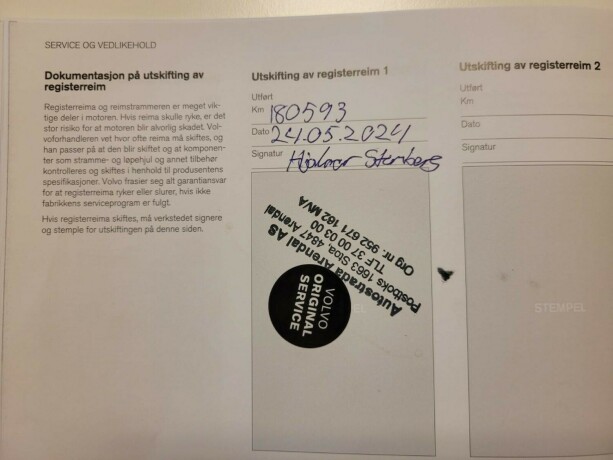 SERVICE OG VEDLIKEHOLD
Dokumentasjon på utskifting av
registerreim
Registerreima og reimstrammeren er meget vik-
tige deler i motoren. Hvis reima skulle ryke, er det
stor risiko for at motoren blir alvorlig skadet. Vol-
voforhandleren vet hvor ofte reima må skiftes, og
han passer på at den blir skiftet og at komponen-
ter som stramme- og løpehjul og annet tilbehør
kontrolleres og skiftes i henhold til produsentens
spesifikasjoner. Volvo frasier seg alt garantiansvar
for at registerreima ryker eller slurer, hvis ikke
fabrikkens serviceprogram er fulgt.
Hvis registerreima skiftes, må verkstedet signere
og stemple for utskiftingen på denne siden.
Utskifting av registerreim 1
Utført
Km 180593
Dato 24.05.2024
Signatur Hjalmar Stenberg
Autostrada Arendal AS
Postboks 1663 Stoa, 4847 Arendal
TLF 37 00 03 00
Org nr. 952 671 162 MVA
VOLVO
ORIGINAL
SERVICE
Utskifting av registerreim 2
Utført
Km
Dato
Signatur
STEMPEL